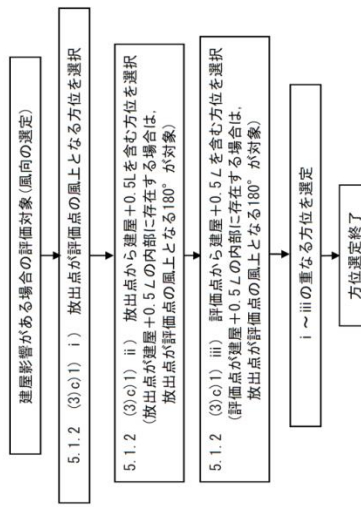 建屋影響がある場合の評価対象(風向の選定)
5.1.2 (3)c)1) ⅰ) 放出点が評価点の風上となる方位を選択
5.1.2 (3)c)1) ⅱ) 放出点から建屋+0.5Lを含む方位を選択
(放出点が建屋+0.5Lの内部に存在する場合は,
放出点が評価点の風上となる180°が対象)
5.1.2 (3)c)1) ⅲ) 評価点から建屋+0.5Lを含む方位を選択
(評価点が建屋+0.5Lの内部に存在する場合は,
放出点が評価点の風上となる180°が対象)
ⅰ～ⅲの重なる方位を選定
方位選定終了